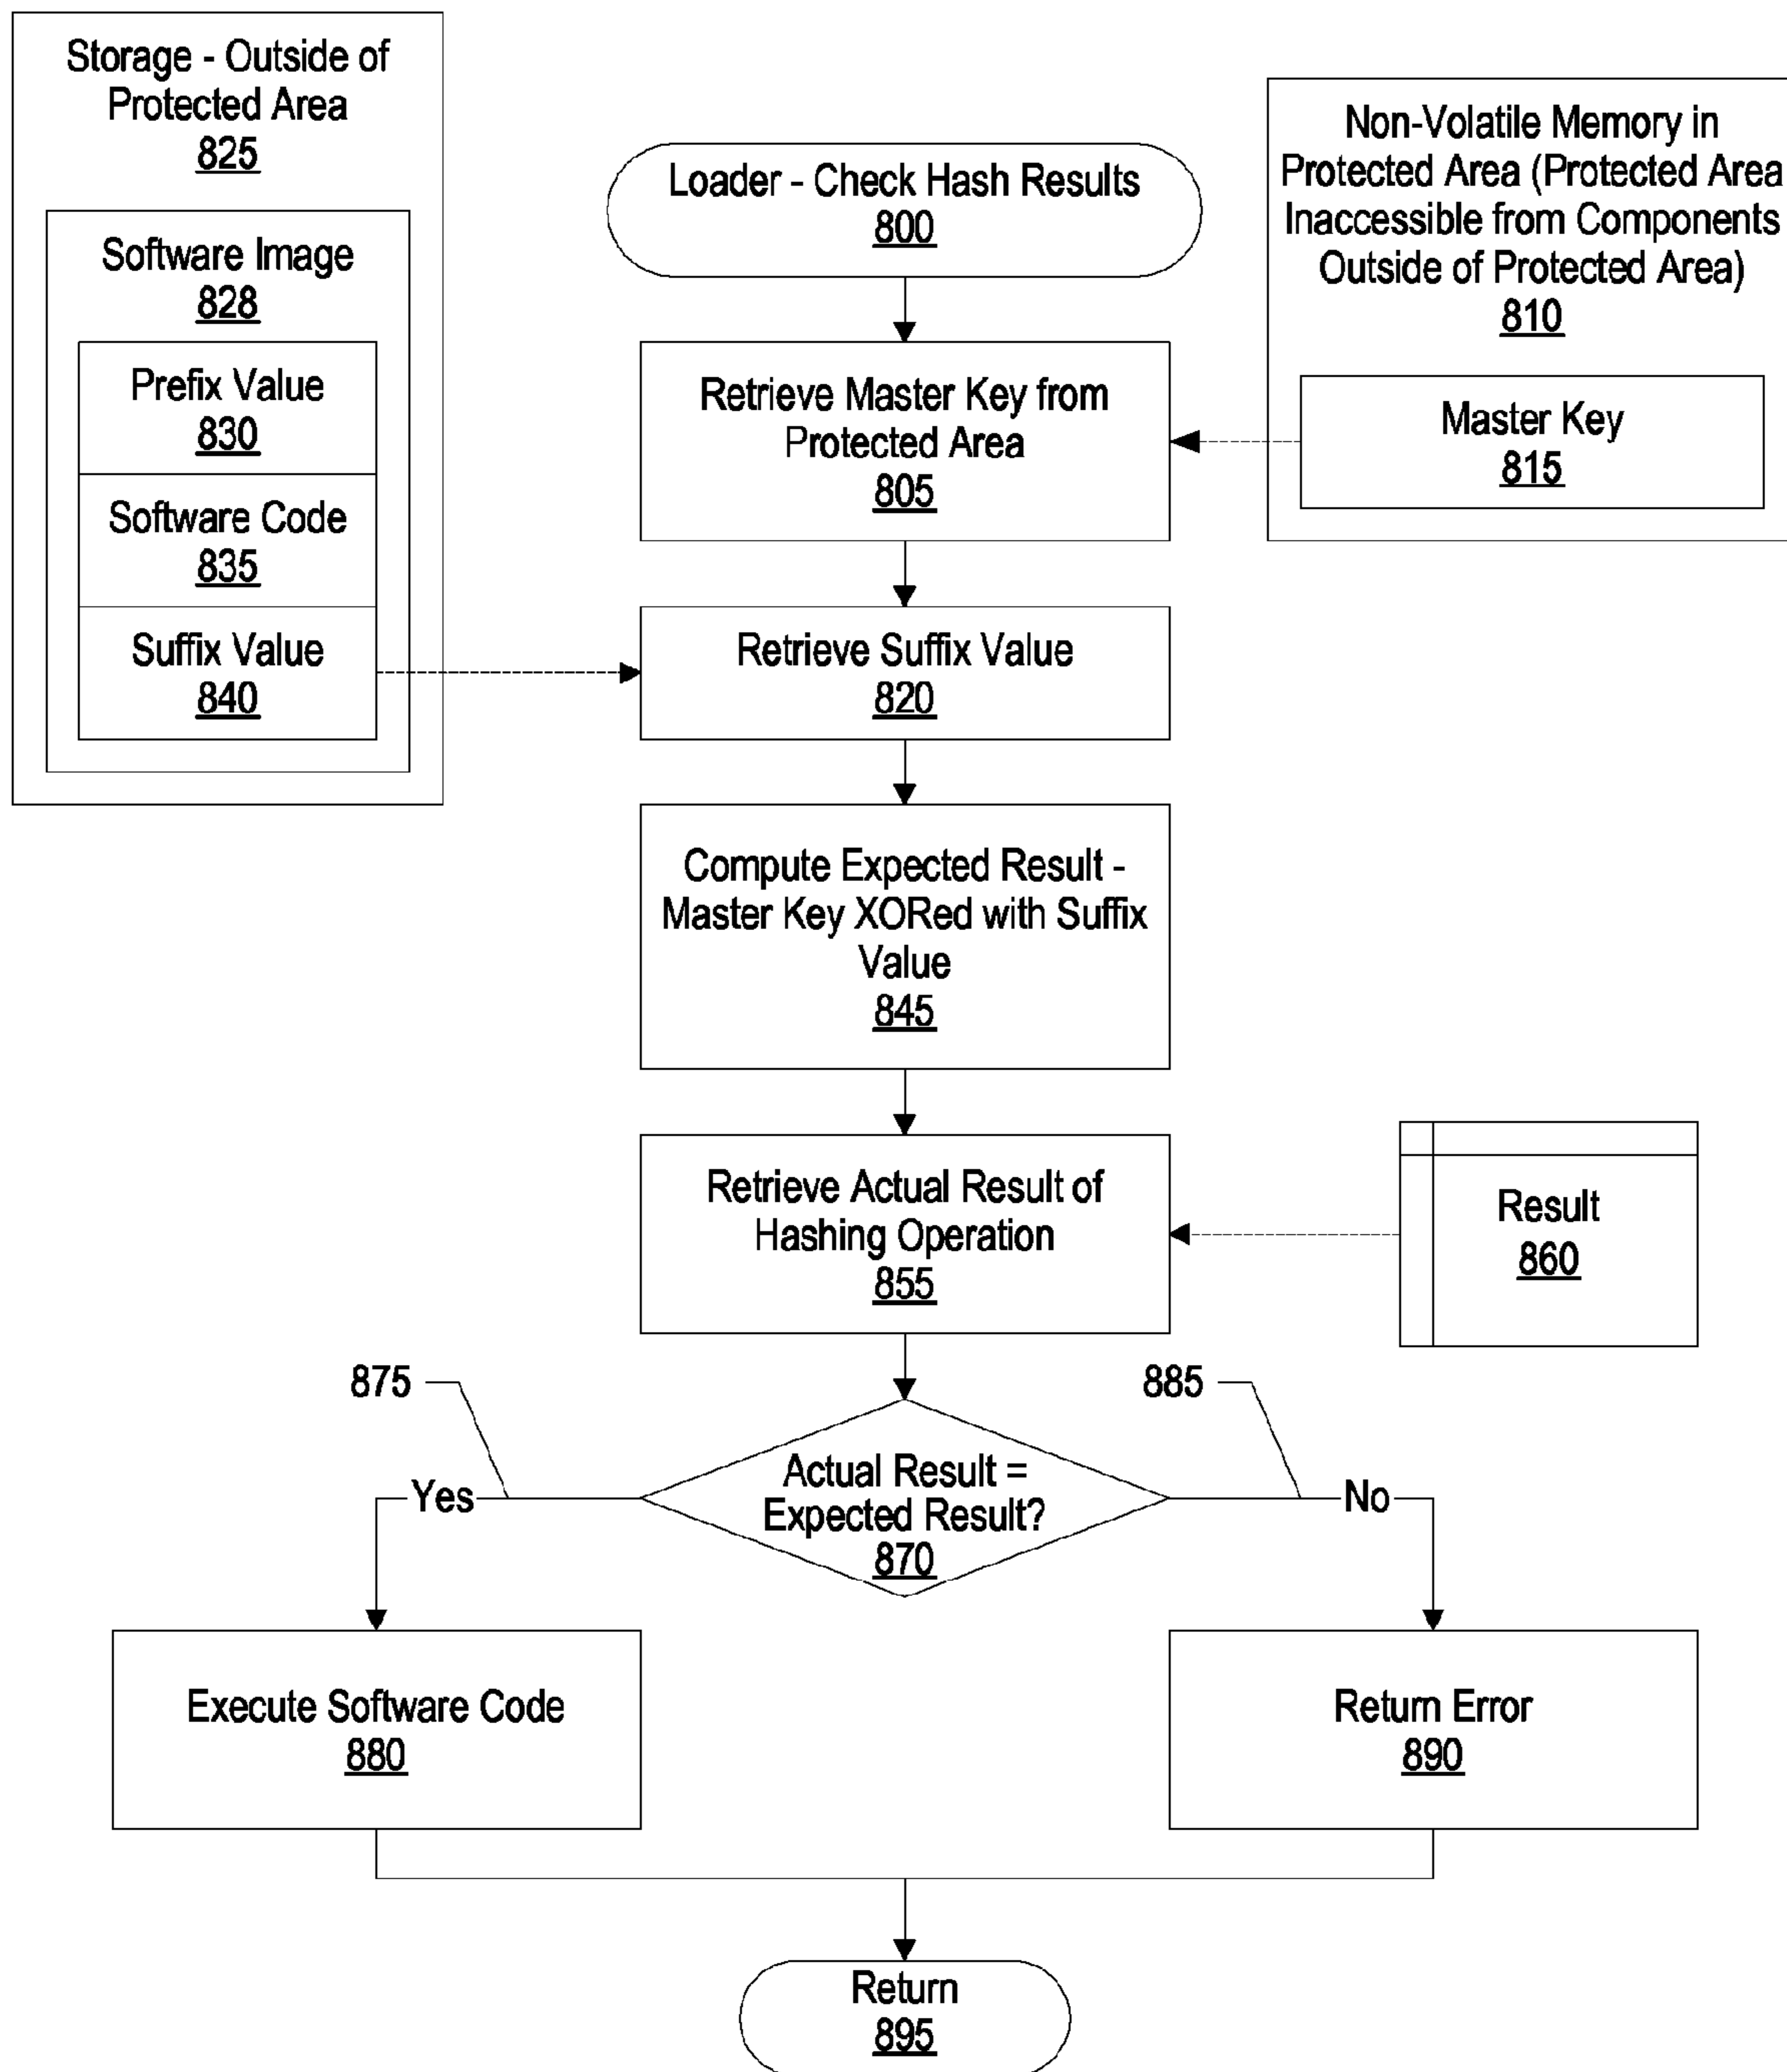 Storage - Outside of
Protected Area
825
Software Image
828
Prefix Value
830
Software Code
835
Suffix Value
840
Loader - Check Hash Results
800
Non-Volatile Memory in
Protected Area (Protected Area
Inaccessible from Components
Outside of Protected Area)
810
Master Key
815
Retrieve Master Key from
Protected Area
805
Retrieve Suffix Value
820
Compute Expected Result -
Master Key XORed with Suffix
Value
845
Retrieve Actual Result of
Hashing Operation
855
Result
860
875
885
Actual Result =
Expected Result?
870
Yes
No
Execute Software Code
880
Return Error
890
Return
895